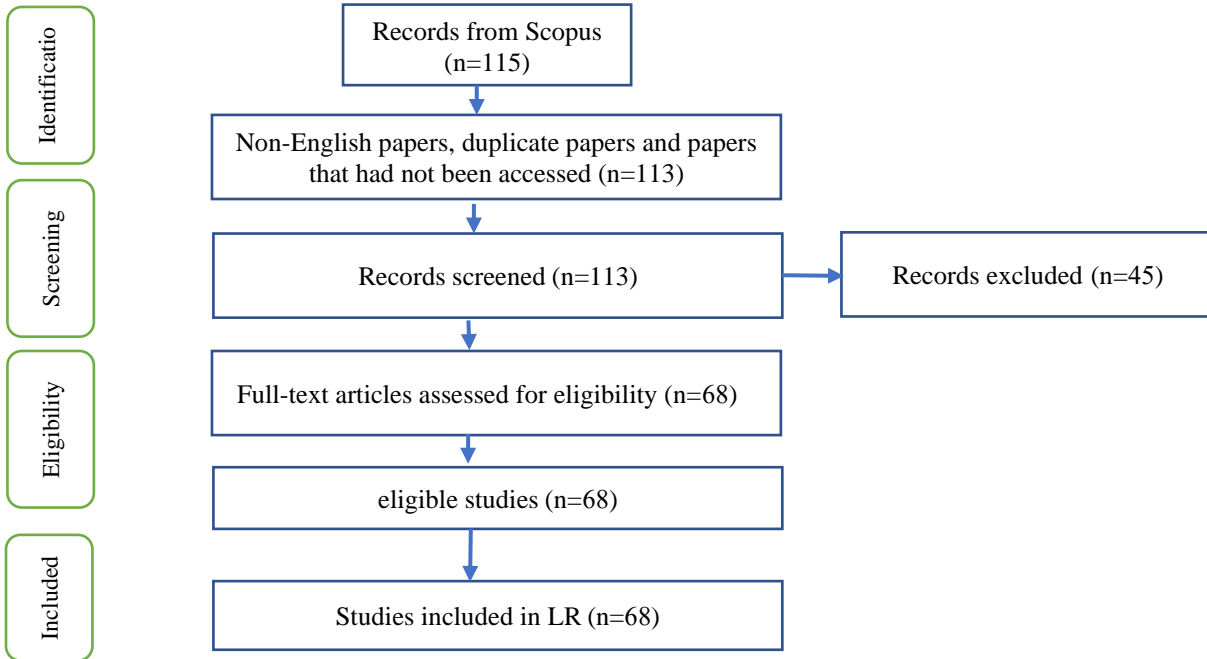 Identificatio
Records from Scopus
(n=115)
Non-English papers, duplicate papers and papers
that had not been accessed (n=113)
Screening
Records screened (n=113)
Records excluded (n=45)
Eligibility
Full-text articles assessed for eligibility (n=68)
eligible studies (n=68)
Included
Studies included in LR (n=68)